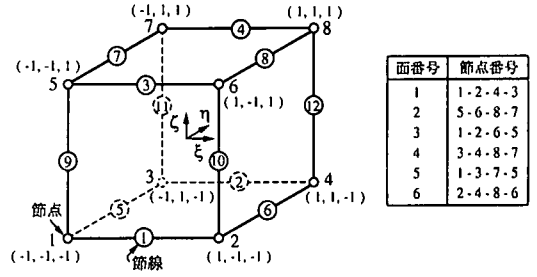 (-1, 1, 1)
(1, 1, 1)
7
④
8
⑦
⑧
(-1, -1, 1)
5
③
6
(1, -1, 1)
⑪
⑫
ζ
η
ξ
⑨
⑩
3
②
4
(-1, 1, -1)
(1, 1, -1)
節点
⑤
⑥
1
①
2
(-1, -1, -1)
節線
(1, -1, -1)
面番号 節点番号
1 1-2-4-3
2 5-6-8-7
3 1-2-6-5
4 3-4-8-7
5 1-3-7-5
6 2-4-8-6